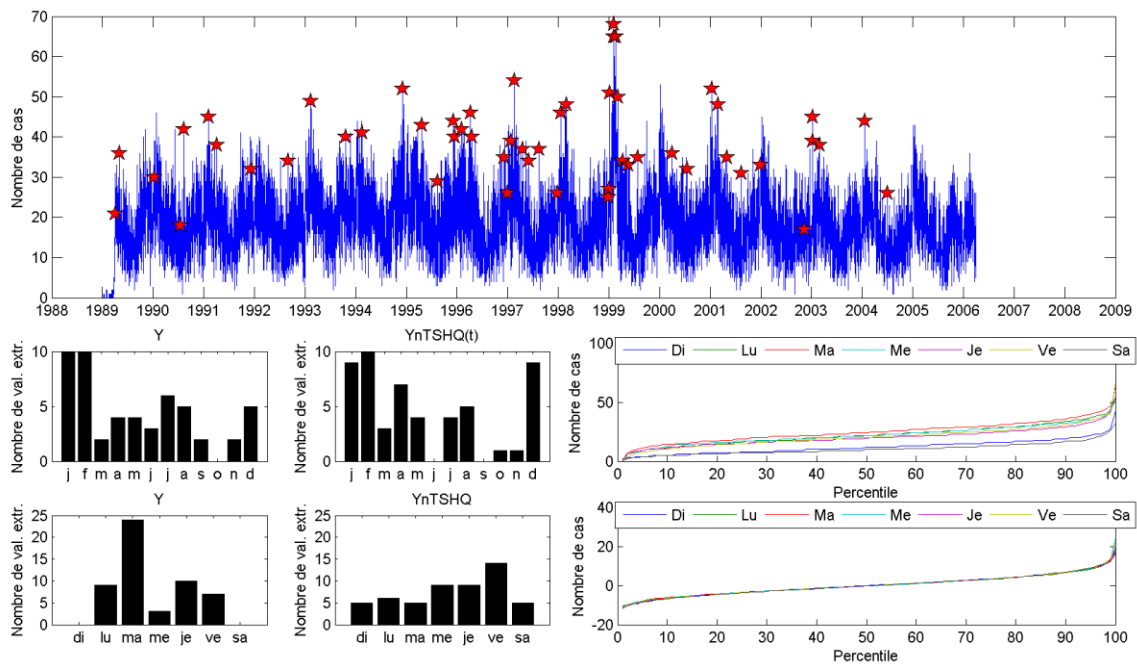 70
60
50
40
30
20
10
0
Nombre de cas
1988 1989 1990 1991 1992 1993 1994 1995 1996 1997 1998 1999 2000 2001 2002 2003 2004 2005 2006 2007 2008 2009
Y
10
5
0
Nombre de val. extr.
j f m a m j j a s o n d
YnTSHQ(t)
10
5
0
Nombre de val. extr.
j f m a m j j a s o n d
100
50
0
Nombre de cas
Di Lu Ma Me Je Ve Sa
0 10 20 30 40 50 60 70 80 90 100
Percentile
Y
25
20
15
10
5
0
Nombre de val. extr.
di lu ma me je ve sa
YnTSHQ
25
20
15
10
5
0
Nombre de val. extr.
di lu ma me je ve sa
40
20
0
-20
Nombre de cas
Di Lu Ma Me Je Ve Sa
0 10 20 30 40 50 60 70 80 90 100
Percentile